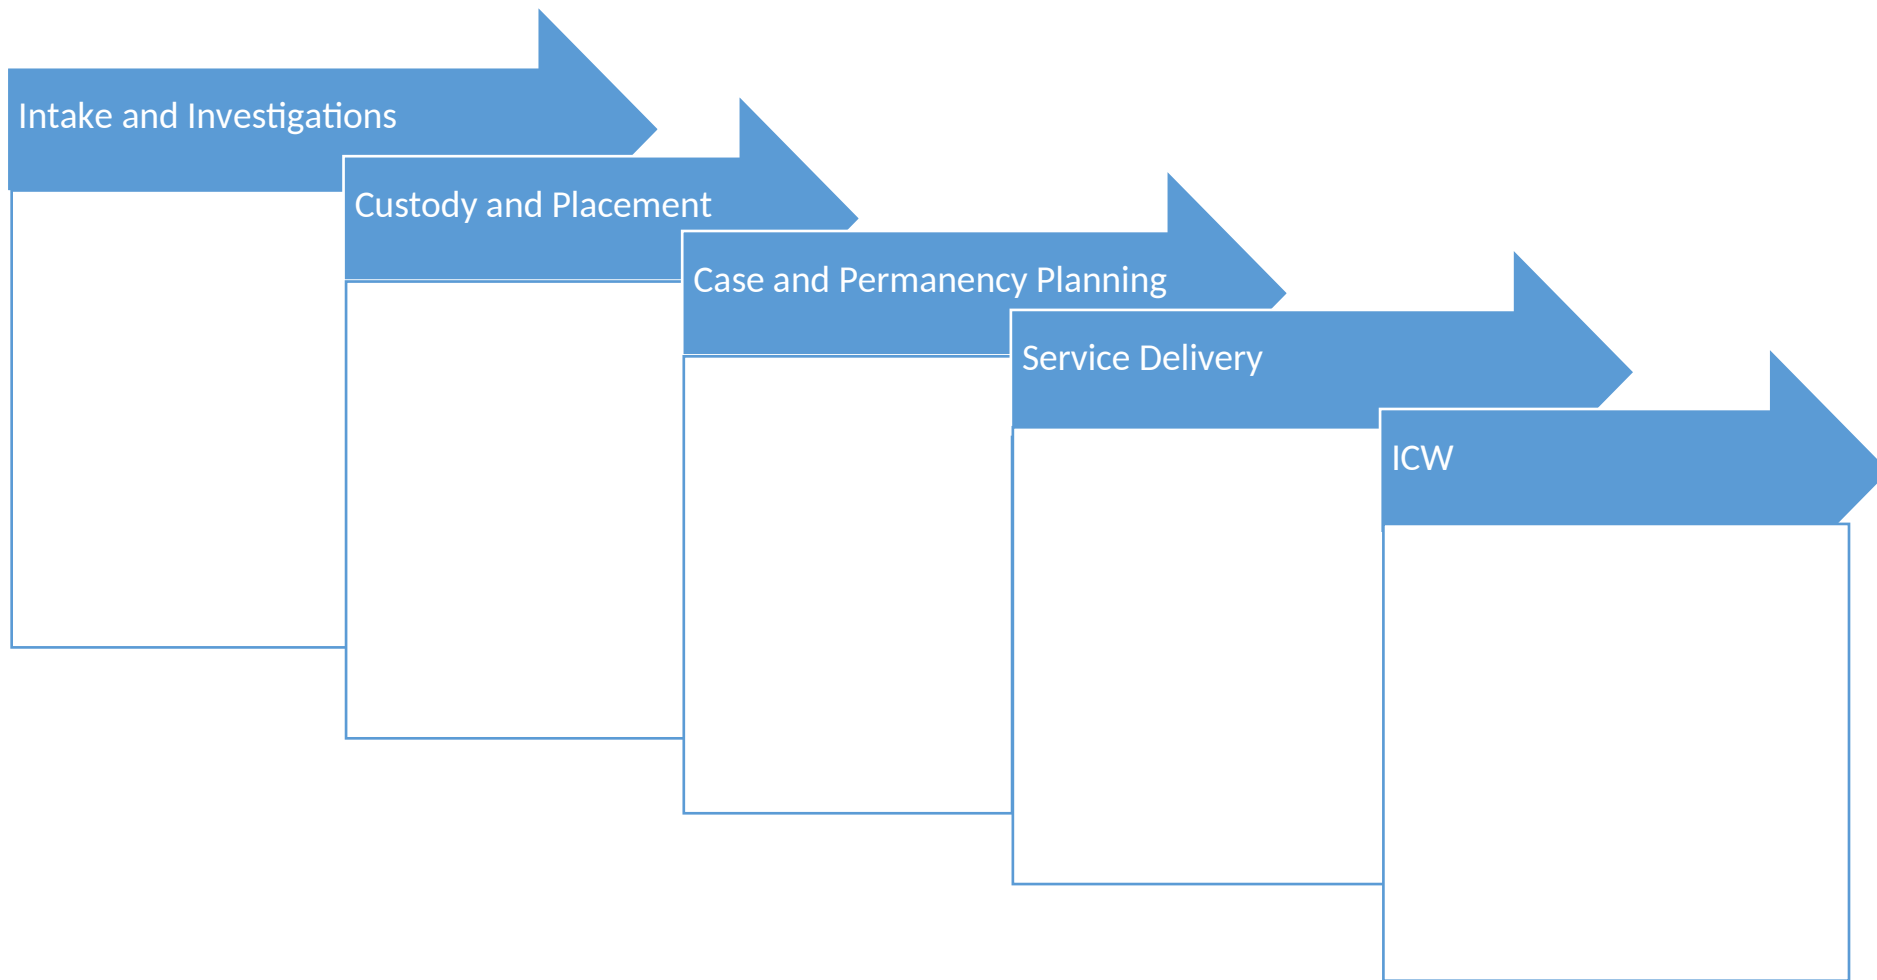 Intake and Investigations
Custody and Placement
Case and Permanency Planning
Service Delivery
ICW